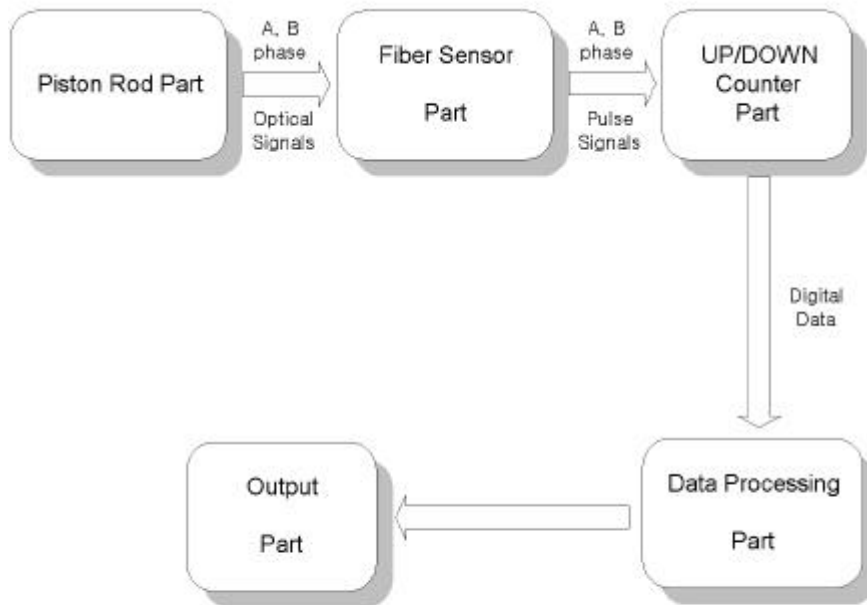 Piston Rod Part
A, B
phase
Optical
Signals
Fiber Sensor
Part
A, B
phase
Pulse
Signals
UP/DOWN
Counter
Part
Digital
Data
Data Processing
Part
Output
Part